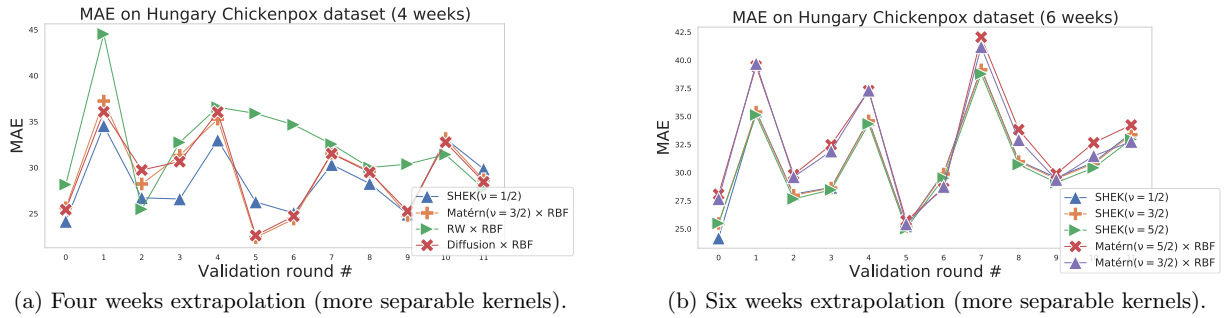 MAE on Hungary Chickenpox dataset (4 weeks)
45
40
35
30
25
MAE
0 1 2 3 4 5 6 7 8 9 10 11
Validation round #
SHEK(ν = 1/2)
Matérn(ν = 3/2) × RBF
RW × RBF
Diffusion × RBF
(a) Four weeks extrapolation (more separable kernels).
MAE on Hungary Chickenpox dataset (6 weeks)
42.5
40.0
37.5
35.0
32.5
30.0
27.5
25.0
MAE
0 1 2 3 4 5 6 7 8 9
Validation round #
SHEK(ν = 1/2)
SHEK(ν = 3/2)
SHEK(ν = 5/2)
Matérn(ν = 5/2) × RBF
Matérn(ν = 3/2) × RBF
(b) Six weeks extrapolation (more separable kernels).